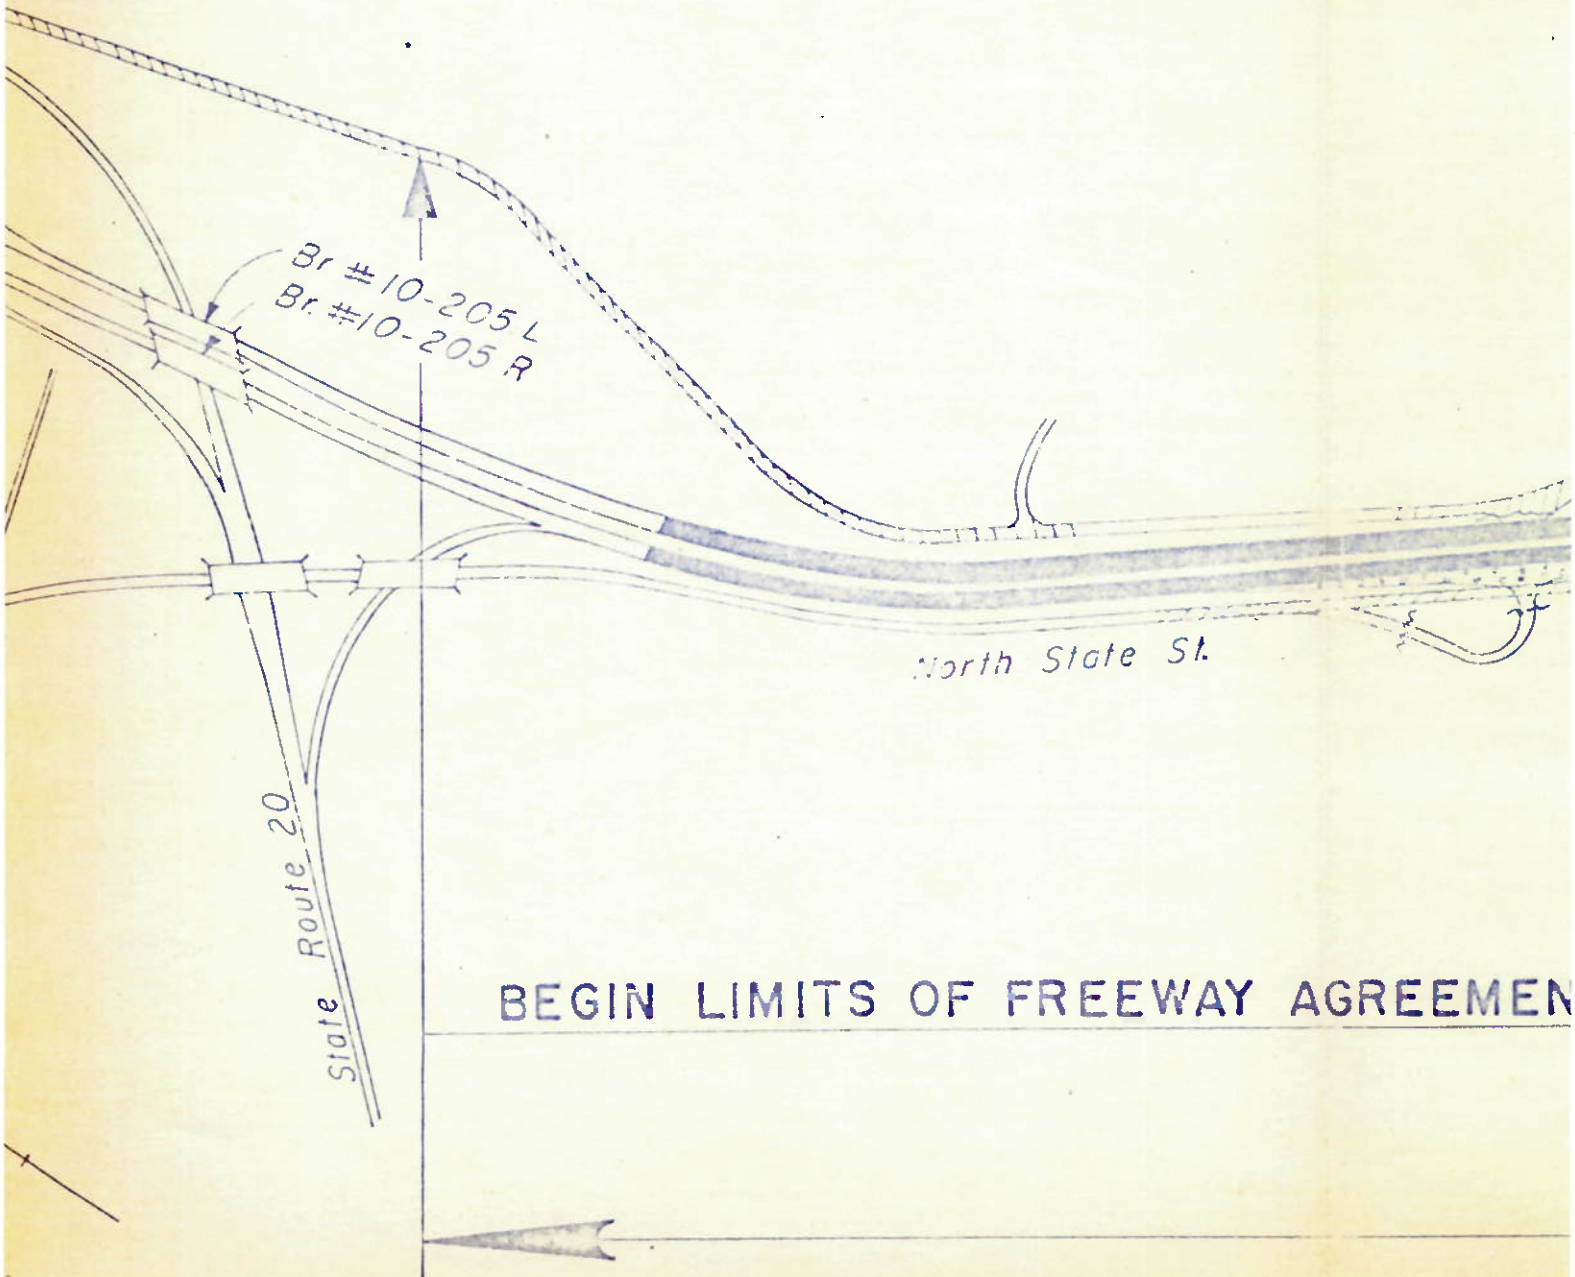 Br #10-205 L
Br. #10-205 R
North State St.
State Route 20
BEGIN LIMITS OF FREEWAY AGREEMEN